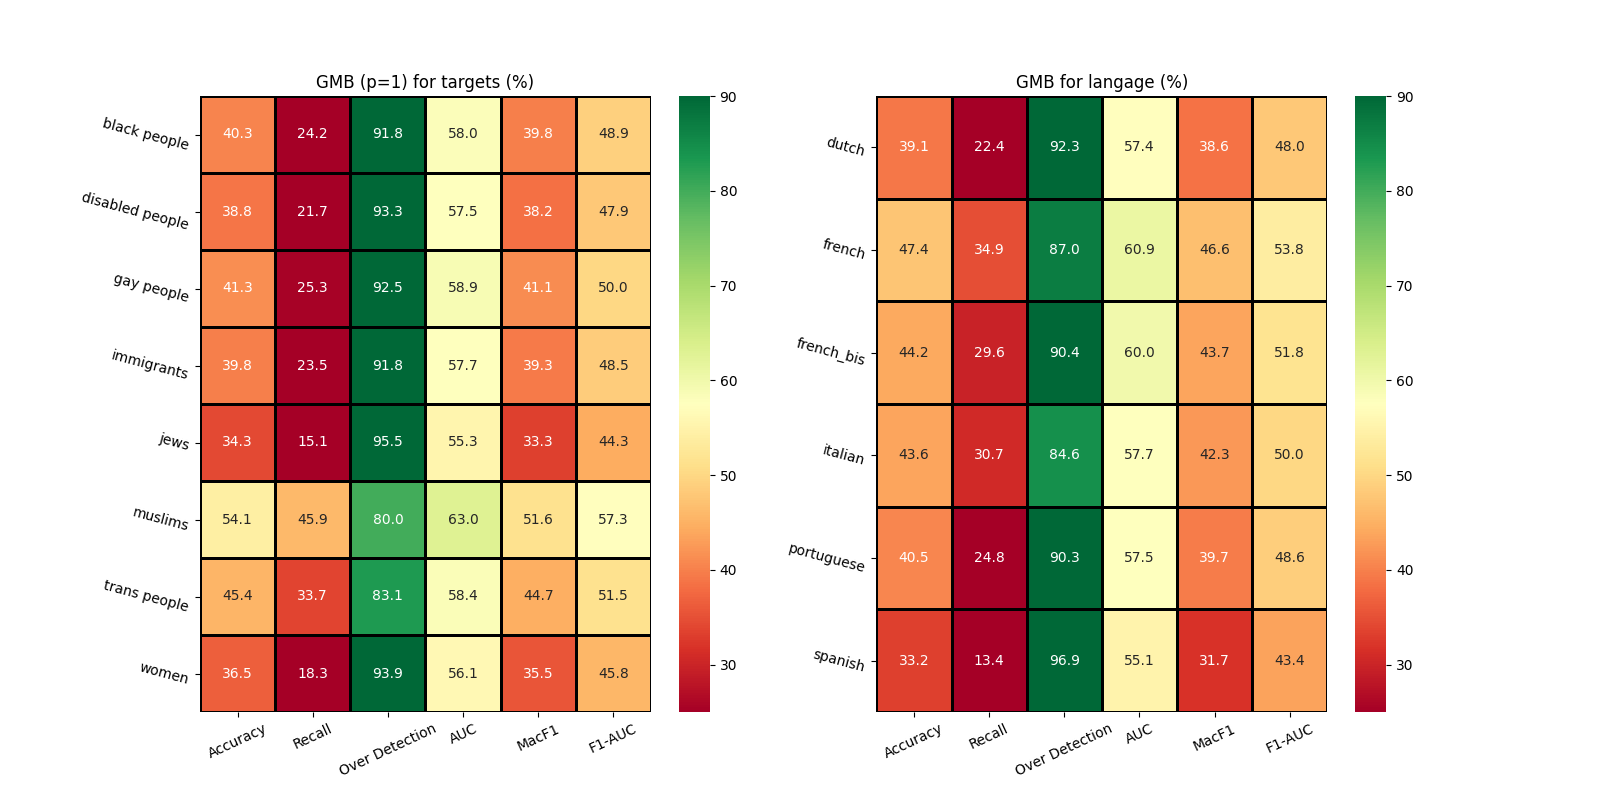 GMB (p=1) for targets (%)
black people 40.3 24.2 91.8 58.0 39.8 48.9
disabled people 38.8 21.7 93.3 57.5 38.2 47.9
gay people 41.3 25.3 92.5 58.9 41.1 50.0
immigrants 39.8 23.5 91.8 57.7 39.3 48.5
jews 34.3 15.1 95.5 55.3 33.3 44.3
muslims 54.1 45.9 80.0 63.0 51.6 57.3
trans people 45.4 33.7 83.1 58.4 44.7 51.5
women 36.5 18.3 93.9 56.1 35.5 45.8
Accuracy Recall Over Detection AUC MacF1 F1-AUC
90
80
70
60
50
40
30
GMB for langage (%)
dutch 39.1 22.4 92.3 57.4 38.6 48.0
french 47.4 34.9 87.0 60.9 46.6 53.8
french_bis 44.2 29.6 90.4 60.0 43.7 51.8
italian 43.6 30.7 84.6 57.7 42.3 50.0
portuguese 40.5 24.8 90.3 57.5 39.7 48.6
spanish 33.2 13.4 96.9 55.1 31.7 43.4
Accuracy Recall Over Detection AUC MacF1 F1-AUC
90
80
70
60
50
40
30